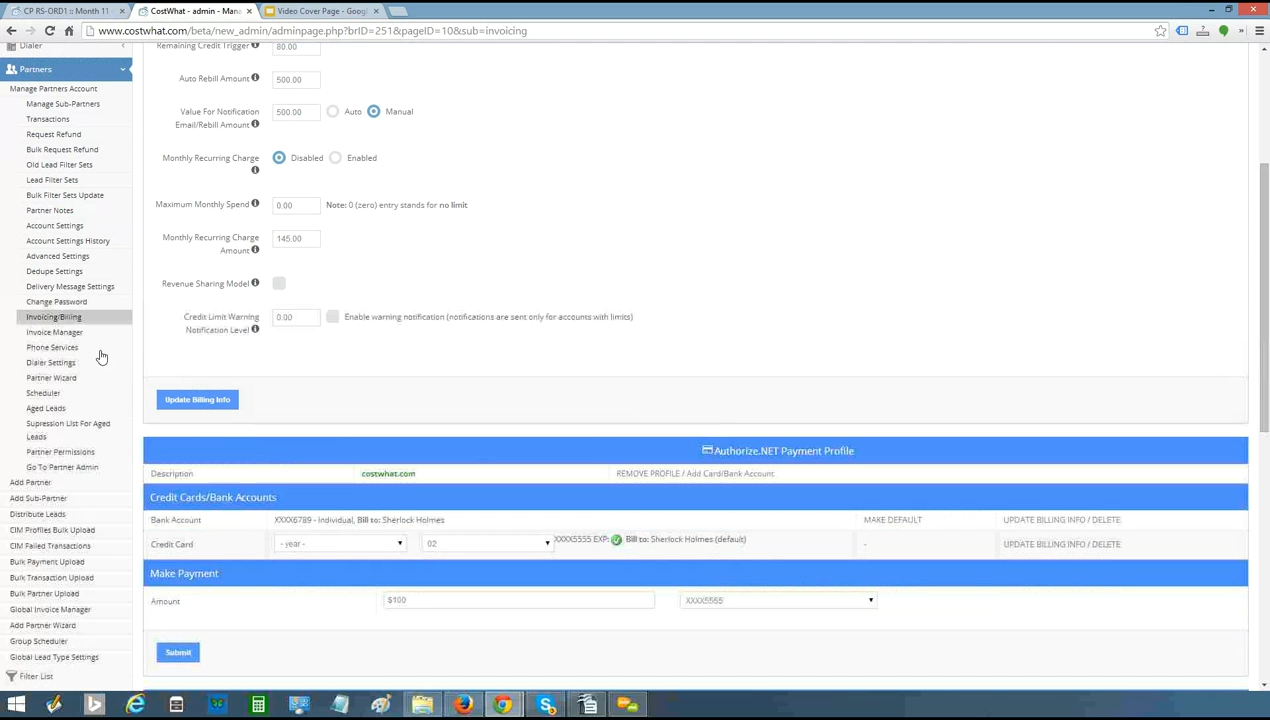 CP RS-ORD1 :: Month 11
CostWhat - admin - Man
Video Cover Page - Goog
www.costwhat.com/beta/new_admin/adminpage.php?brID=251&pageID=10&sub=invoicing
Dialer
Partners
Manage Partners Account
Manage Sub-Partners
Transactions
Request Refund
Bulk Request Refund
Old Lead Filter Sets
Lead Filter Sets
Bulk Filter Sets Update
Partner Notes
Account Settings
Account Settings History
Advanced Settings
Dedupe Settings
Delivery Message Settings
Change Password
Invoicing/Billing
Invoice Manager
Phone Services
Dialer Settings
Partner Wizard
Scheduler
Aged Leads
Supression List For Aged
Leads
Partner Permissions
Go To Partner Admin
Add Partner
Add Sub-Partner
Distribute Leads
CIM Profiles Bulk Upload
CIM Failed Transactions
Bulk Payment Upload
Bulk Transaction Upload
Bulk Partner Upload
Global Invoice Manager
Add Partner Wizard
Group Scheduler
Global Lead Type Settings
Filter List
Remaining Credit Trigger 80.00
Auto Rebill Amount 500.00
Value For Notification
Email/Rebill Amount 500.00 Auto Manual
Monthly Recurring Charge Disabled Enabled
Maximum Monthly Spend 0.00 Note: 0 (zero) entry stands for no limit
Monthly Recurring Charge
Amount 145.00
Revenue Sharing Model
Credit Limit Warning
Notification Level 0.00 Enable warning notification (notifications are sent only for accounts with limits)
Update Billing Info
Authorize.NET Payment Profile
Description costwhat.com REMOVE PROFILE / Add Card/Bank Account
Credit Cards/Bank Accounts
Bank Account XXXX6789 - Individual, Bill to: Sherlock Holmes MAKE DEFAULT UPDATE BILLING INFO / DELETE
Credit Card - year - 02 XXXX5555 EXP: Bill to: Sherlock Holmes (default) - UPDATE BILLING INFO / DELETE
Make Payment
Amount $100 XXXX5555
Submit